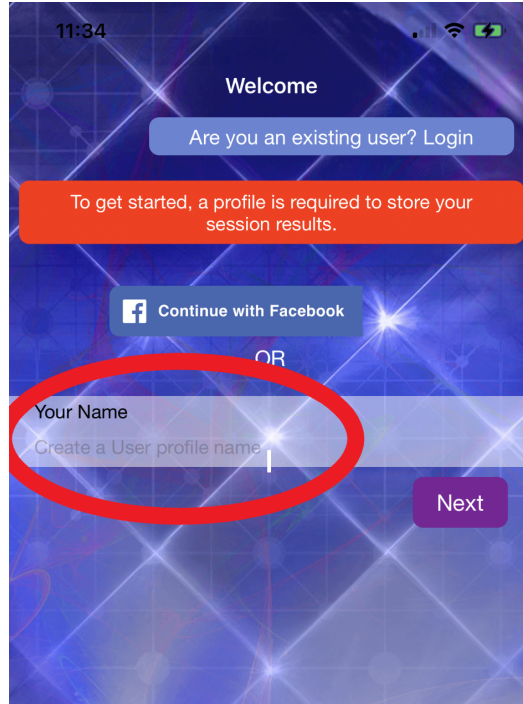 11:34
Welcome
Are you an existing user? Login
To get started, a profile is required to store your
session results.
Continue with Facebook
OR
Your Name
Create a User profile name
Next